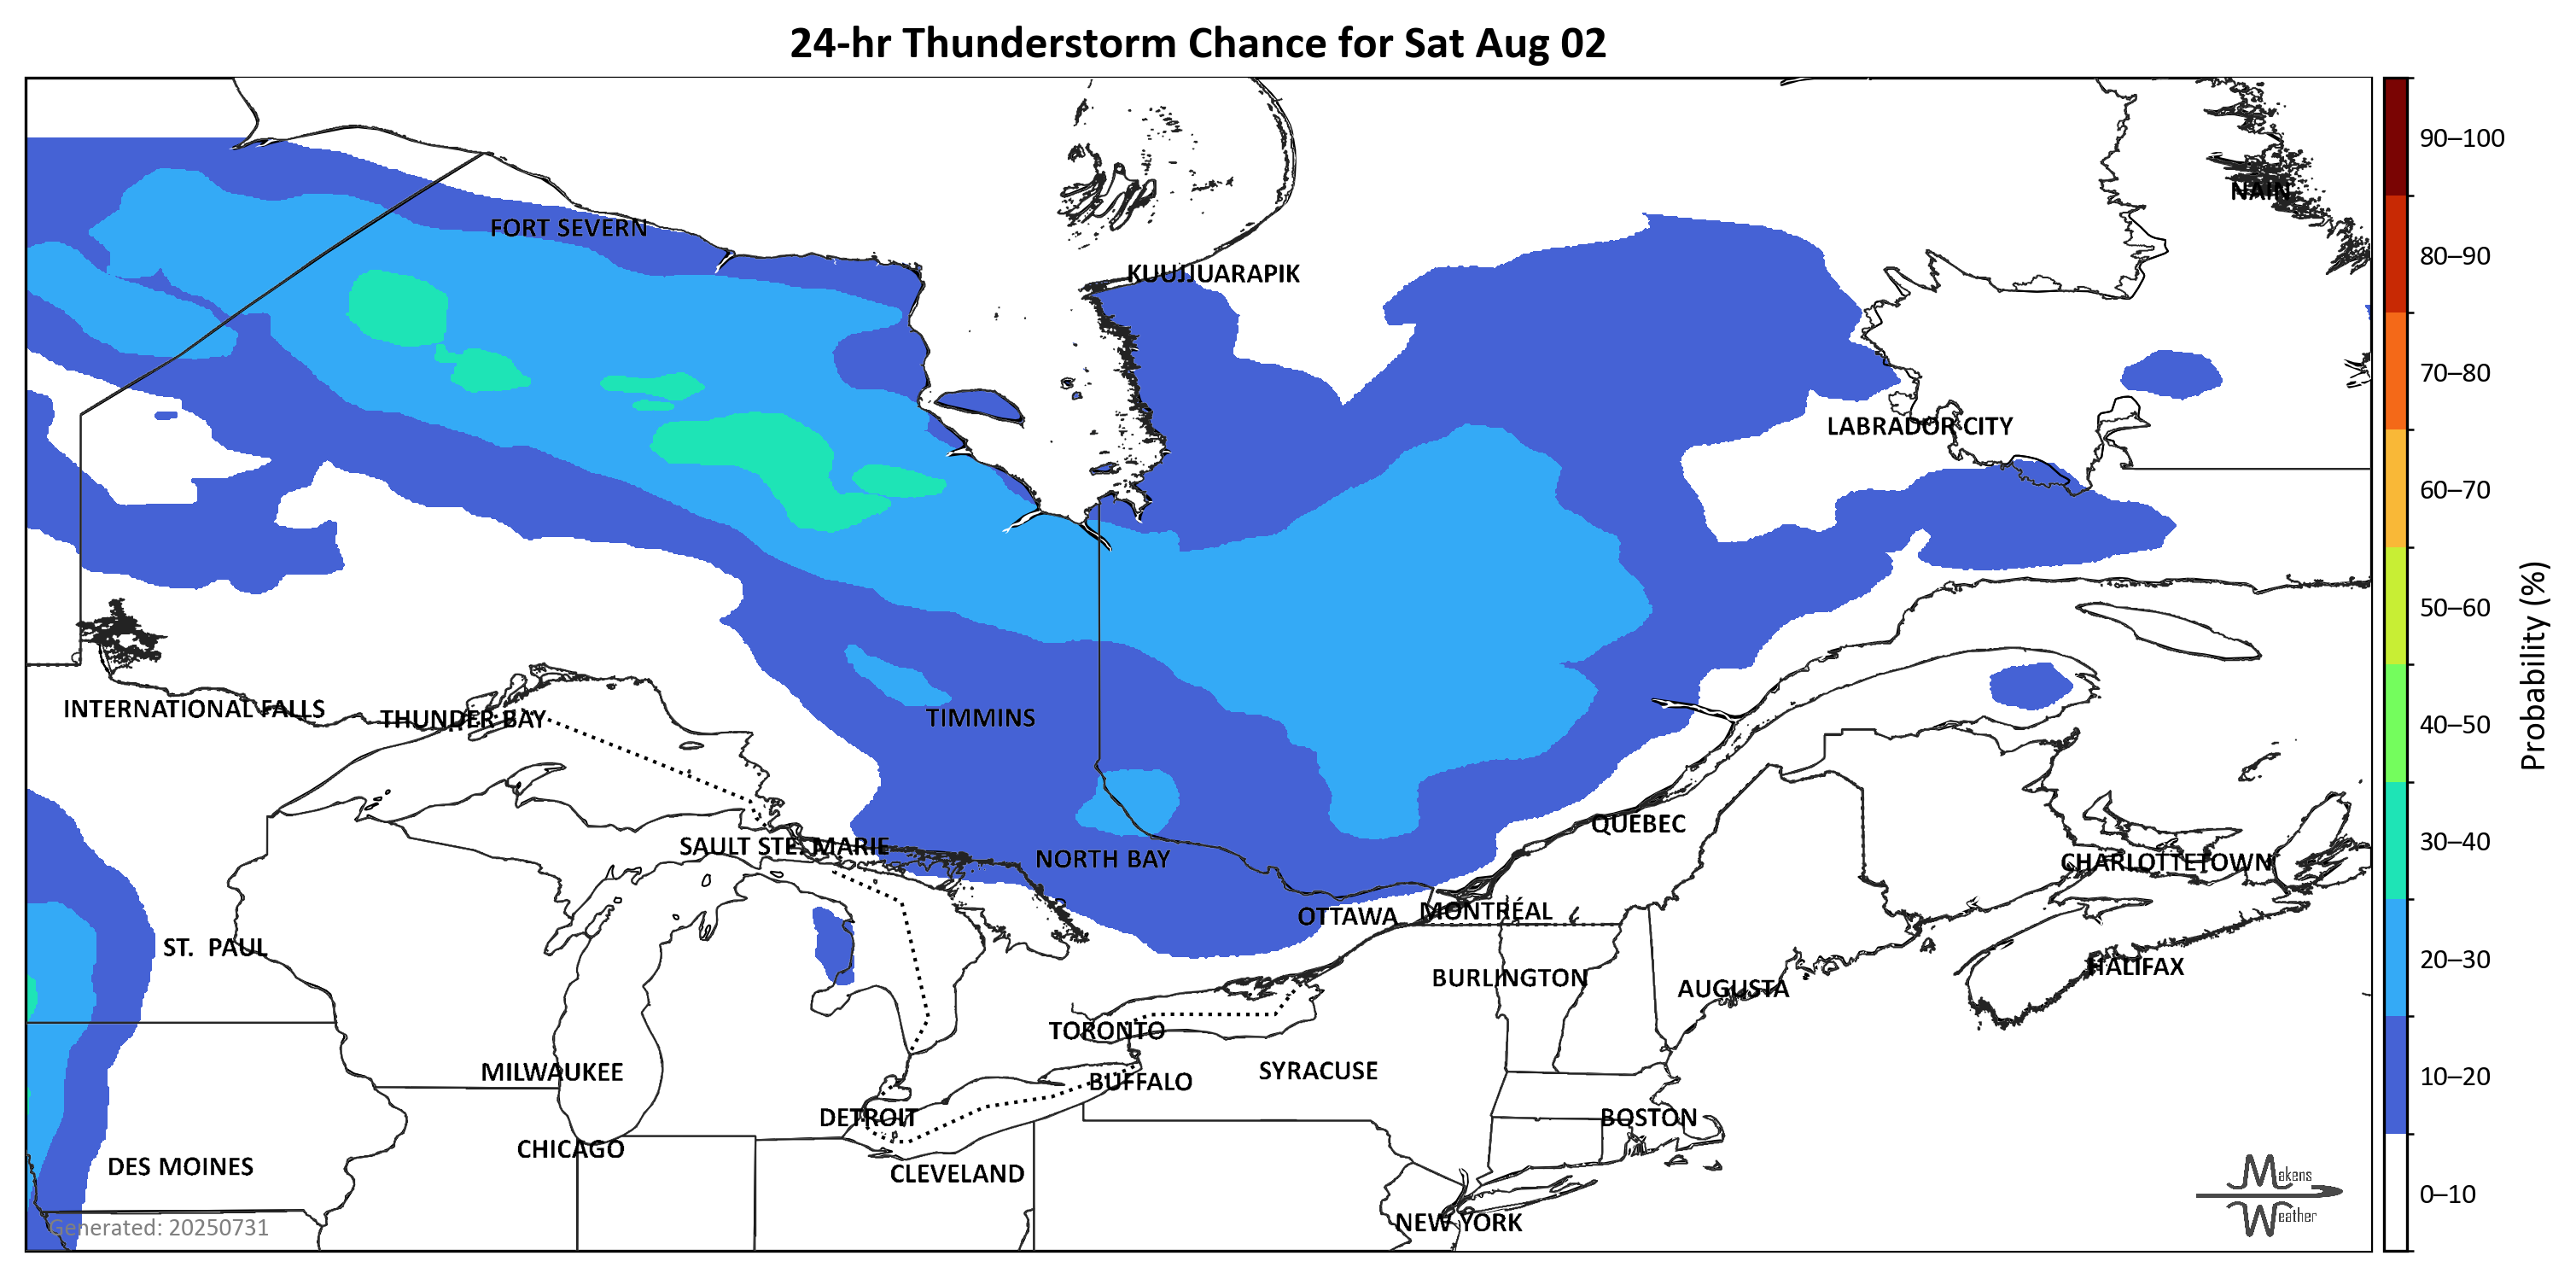 24-hr Thunderstorm Chance for Sat Aug 02
90–100
NAIN
FORT SEVERN
80–90
KUUJJUARAPIK
70–80
LABRADOR CITY
60–70
50–60
Probability (%)
INTERNATIONAL FALLS
THUNDER BAY
TIMMINS
40–50
QUEBEC
SAULT STE. MARIE
NORTH BAY
CHARLOTTETOWN
30–40
OTTAWA
MONTRÉAL
ST. PAUL
BURLINGTON
AUGUSTA
HALIFAX
20–30
TORONTO
MILWAUKEE
BUFFALO
SYRACUSE
10–20
DETROIT
BOSTON
CHICAGO
DES MOINES
CLEVELAND
Makens
Weather
0–10
NEW YORK
Generated: 20250731